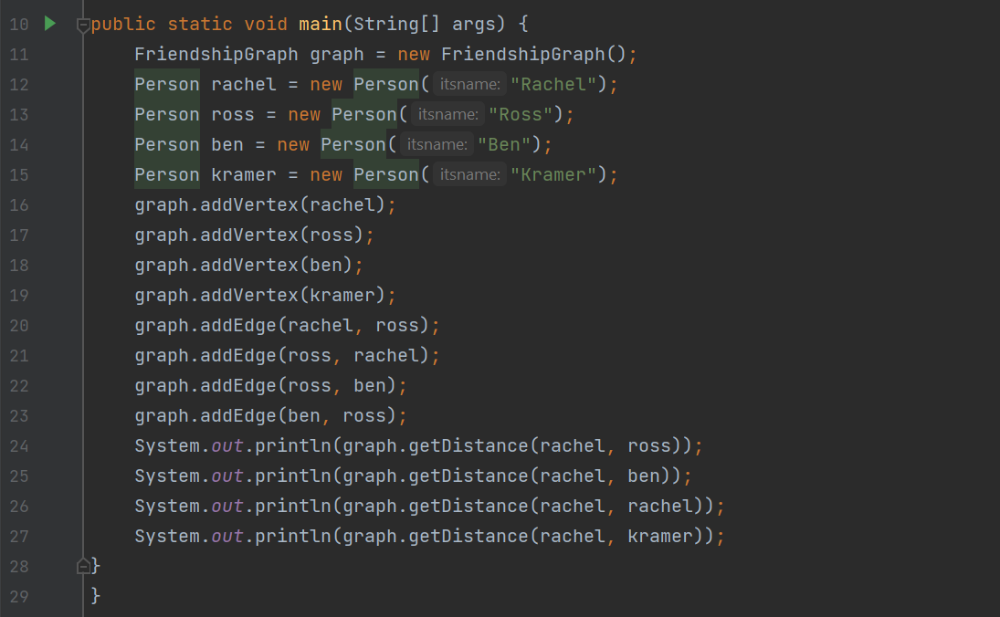 10 public static void main(String[] args) {
11 FriendshipGraph graph = new FriendshipGraph();
12 Person rachel = new Person( itsname: "Rachel");
13 Person ross = new Person( itsname: "Ross");
14 Person ben = new Person( itsname: "Ben");
15 Person kramer = new Person( itsname: "Kramer");
16 graph.addVertex(rachel);
17 graph.addVertex(ross);
18 graph.addVertex(ben);
19 graph.addVertex(kramer);
20 graph.addEdge(rachel, ross);
21 graph.addEdge(ross, rachel);
22 graph.addEdge(ross, ben);
23 graph.addEdge(ben, ross);
24 System.out.println(graph.getDistance(rachel, ross));
25 System.out.println(graph.getDistance(rachel, ben));
26 System.out.println(graph.getDistance(rachel, rachel));
27 System.out.println(graph.getDistance(rachel, kramer));
28 }
29 }